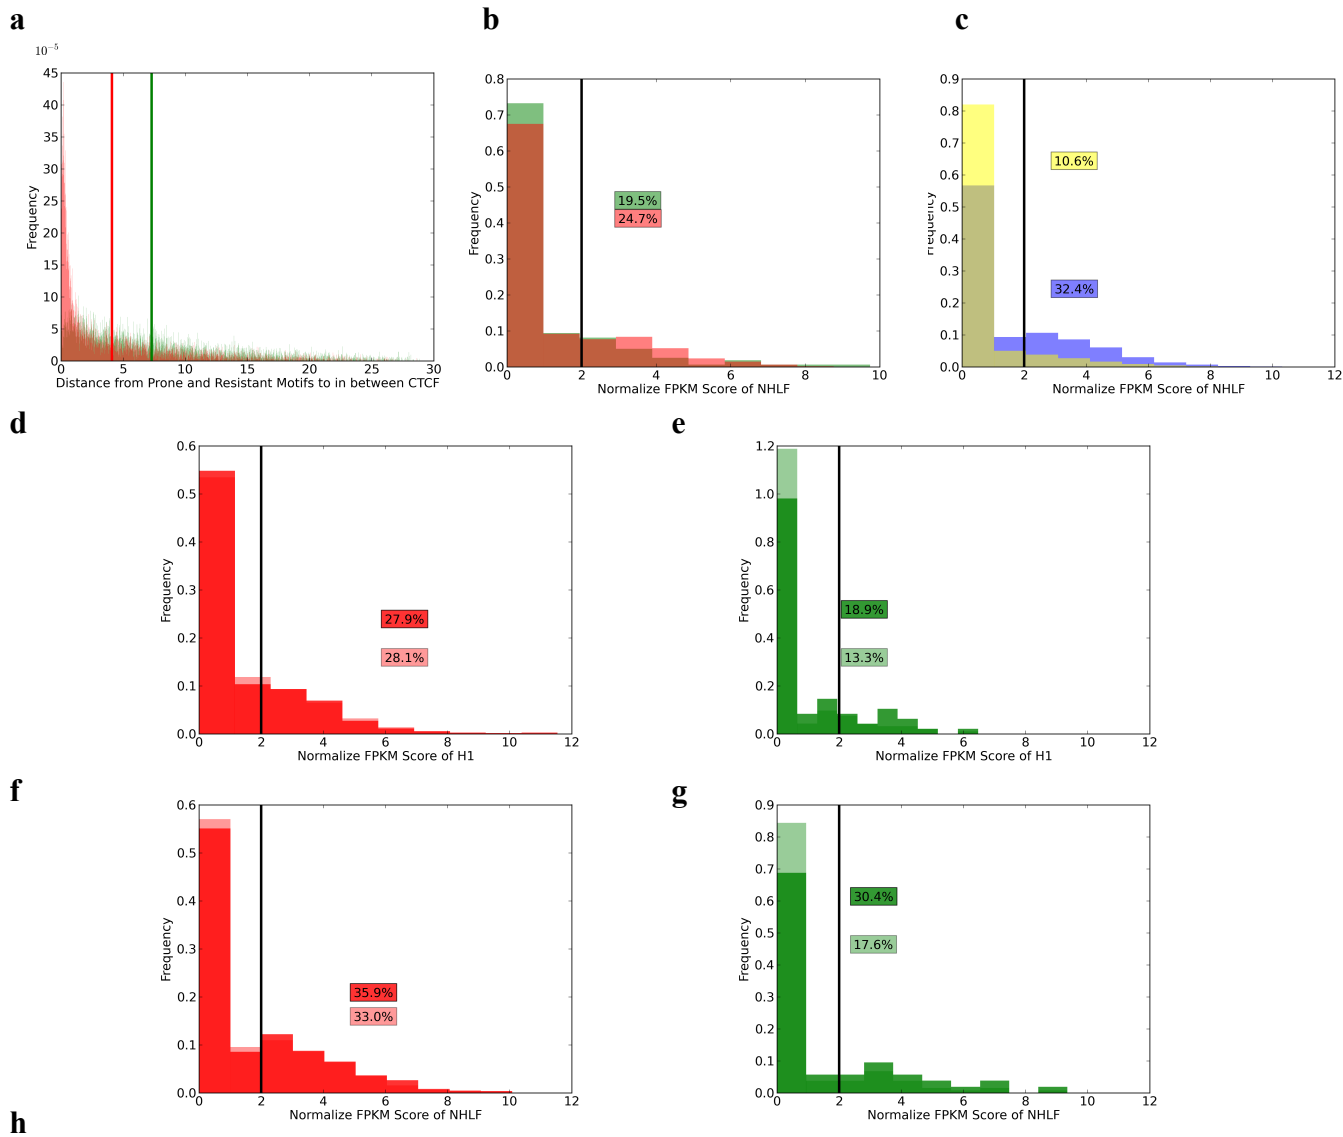 a
b
c
10⁻⁵
45
40
35
30
25
20
15
10
5
0
0 5 10 15 20 25 30
Frequency
Distance from Prone and Resistant Motifs to in between CTCF
0.8
0.7
0.6
0.5
0.4
0.3
0.2
0.1
0.0
0 2 4 6 8 10
Frequency
19.5%
24.7%
Normalize FPKM Score of NHLF
0.9
0.8
0.7
0.6
0.5
0.4
0.3
0.2
0.1
0.0
0 2 4 6 8 10 12
Frequency
10.6%
32.4%
Normalize FPKM Score of NHLF
d
e
0.6
0.5
0.4
0.3
0.2
0.1
0.0
0 2 4 6 8 10 12
Frequency
27.9%
28.1%
Normalize FPKM Score of H1
1.2
1.0
0.8
0.6
0.4
0.2
0.0
0 2 4 6 8 10 12
Frequency
18.9%
13.3%
Normalize FPKM Score of H1
f
g
0.6
0.5
0.4
0.3
0.2
0.1
0.0
0 2 4 6 8 10 12
Frequency
35.9%
33.0%
Normalize FPKM Score of NHLF
0.9
0.8
0.7
0.6
0.5
0.4
0.3
0.2
0.1
0.0
0 2 4 6 8 10 12
Frequency
30.4%
17.6%
Normalize FPKM Score of NHLF
h